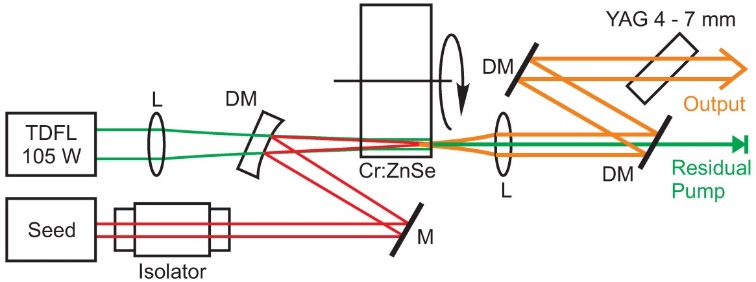 YAG 4 - 7 mm
DM
L
DM
TDFL
105 W
Output
Cr:ZnSe
L
DM
Residual
Pump
Seed
Isolator
M